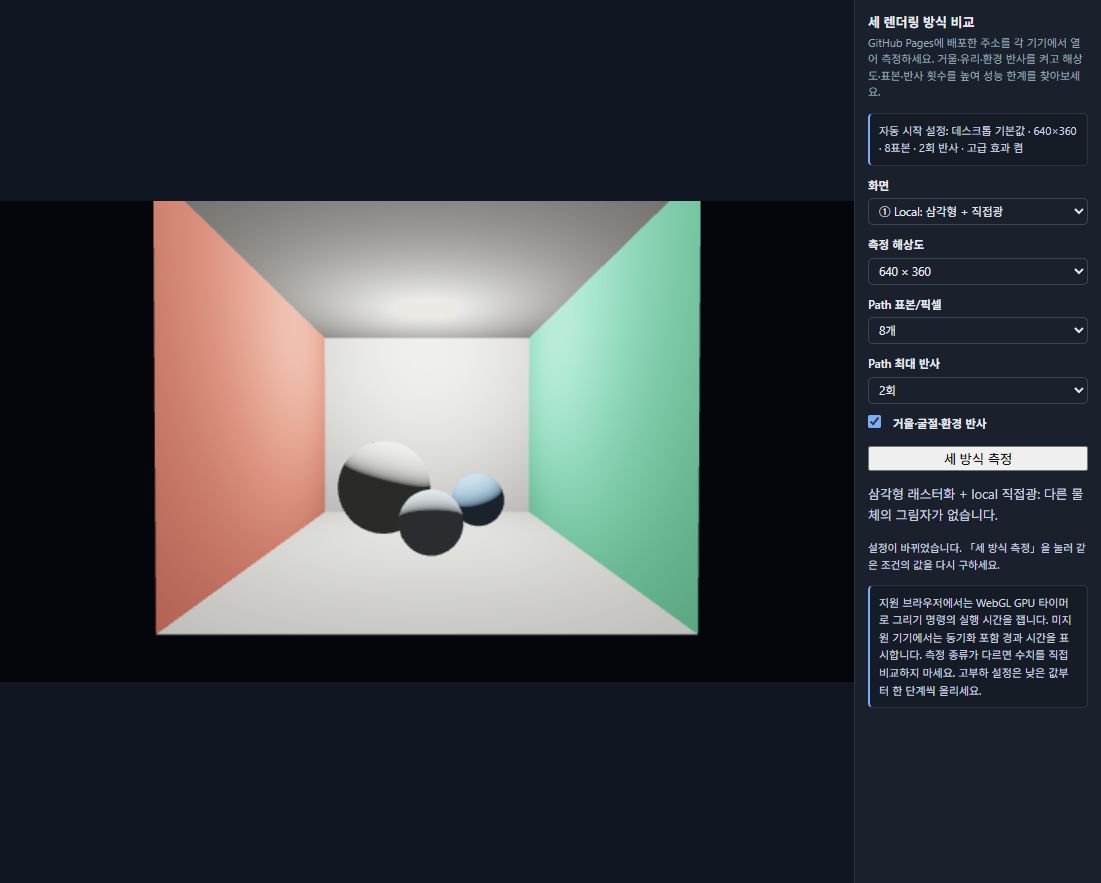 세 렌더링 방식 비교
GitHub Pages에 배포한 주소를 각 기기에서 열
어 측정하세요. 거울·유리·환경 반사를 켜고 해상
도·표본·반사 횟수를 높여 성능 한계를 찾아보세
요.
자동 시작 설정: 데스크톱 기본값 · 640×360
· 8표본 · 2회 반사 · 고급 효과 켬
화면
① Local: 삼각형 + 직접광
측정 해상도
640 × 360
Path 표본/픽셀
8개
Path 최대 반사
2회
거울·굴절·환경 반사
세 방식 측정
삼각형 래스터화 + local 직접광: 다른 물
체의 그림자가 없습니다.
설정이 바뀌었습니다. 「세 방식 측정」을 눌러 같
은 조건의 값을 다시 구하세요.
지원 브라우저에서는 WebGL GPU 타이머
로 그리기 명령의 실행 시간을 잽니다. 미지
원 기기에서는 동기화 포함 경과 시간을 표
시합니다. 측정 종류가 다르면 수치를 직접
비교하지 마세요. 고부하 설정은 낮은 값부
터 한 단계씩 올리세요.